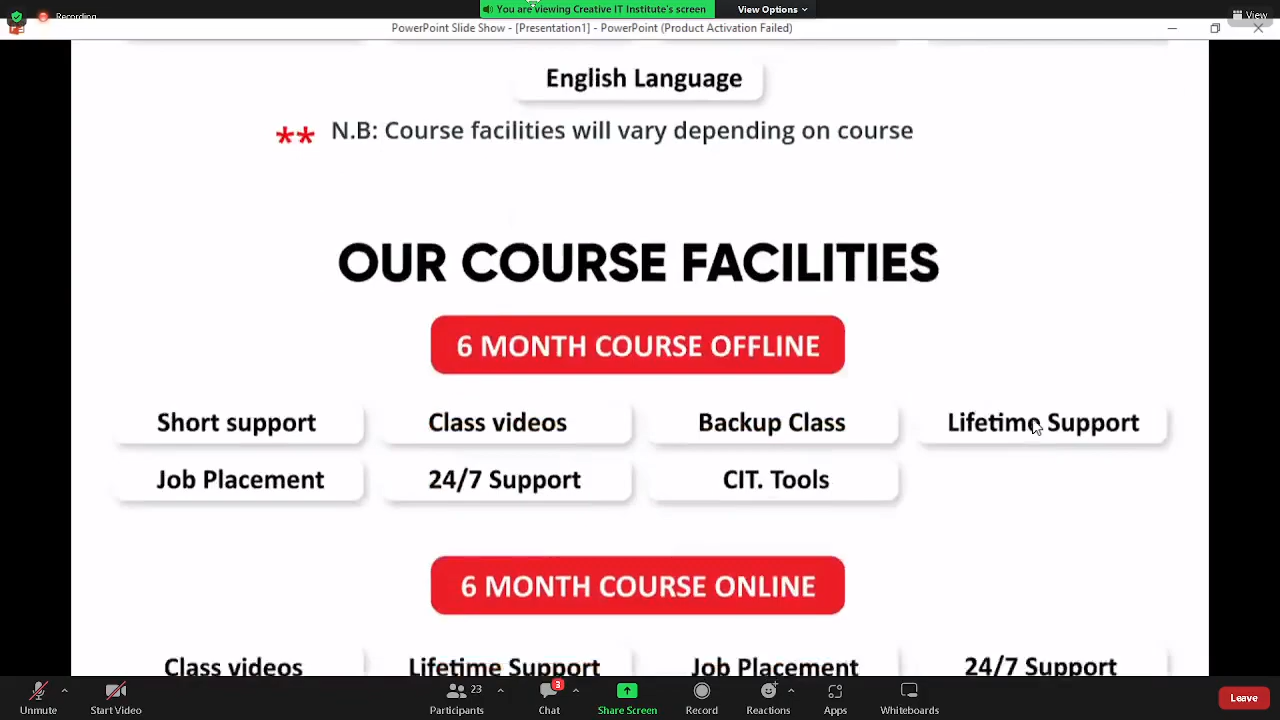 Recording
You are viewing Creative IT Institute's screen
View Options
View
PowerPoint Slide Show - [Presentation1] - PowerPoint (Product Activation Failed)
English Language
** N.B: Course facilities will vary depending on course
OUR COURSE FACILITIES
6 MONTH COURSE OFFLINE
Short support Class videos Backup Class Lifetime Support
Job Placement 24/7 Support CIT. Tools
6 MONTH COURSE ONLINE
Class videos Lifetime Support Job Placement 24/7 Support
23 3
Unmute Start Video Participants Chat Share Screen Record Reactions Apps Whiteboards Leave